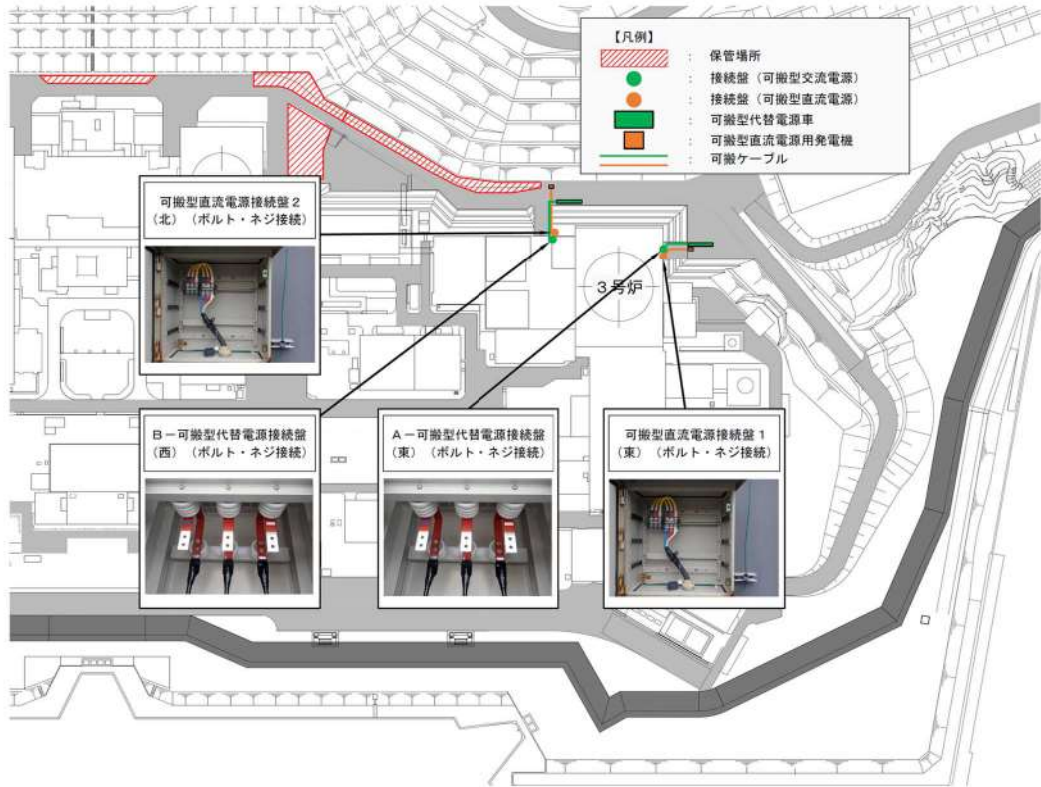 【凡例】
： 保管場所
： 接続盤（可搬型交流電源）
： 接続盤（可搬型直流電源）
： 可搬型代替電源車
： 可搬型直流電源用発電機
： 可搬ケーブル
可搬型直流電源接続盤２
（北）（ボルト・ネジ接続）
３号炉
Ｂ－可搬型代替電源接続盤
（西）（ボルト・ネジ接続）
Ａ－可搬型代替電源接続盤
（東）（ボルト・ネジ接続）
可搬型直流電源接続盤１
（東）（ボルト・ネジ接続）